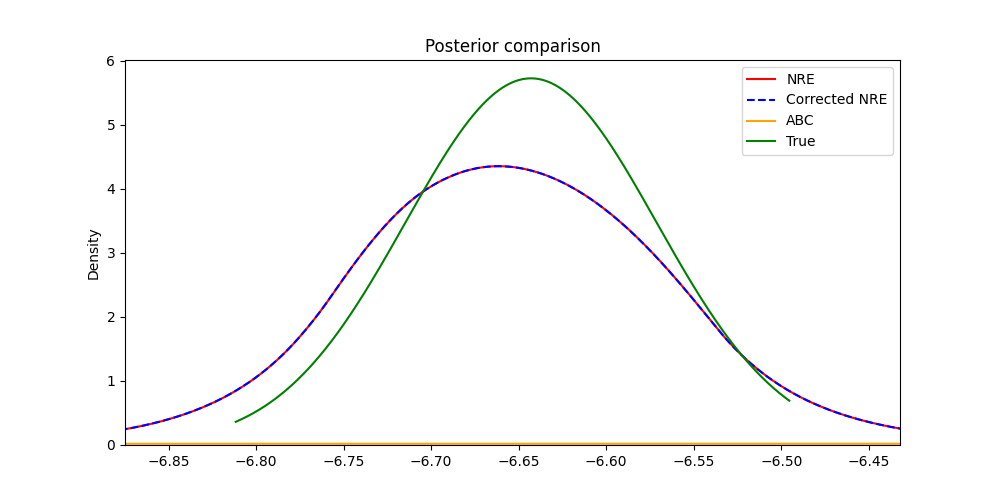 Posterior comparison
NRE
Corrected NRE
ABC
True
Density
6
5
4
3
2
1
0
−6.85 −6.80 −6.75 −6.70 −6.65 −6.60 −6.55 −6.50 −6.45